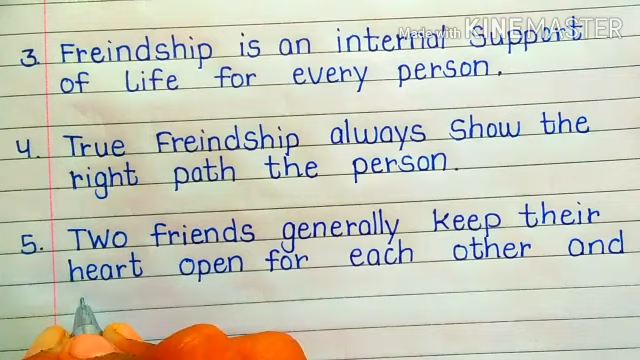 Made with KINEMASTER
3. Freindship is an internal support
of life for every person.
4. True Freindship always show the
right path the person.
5. Two friends generally keep their
heart open for each other and